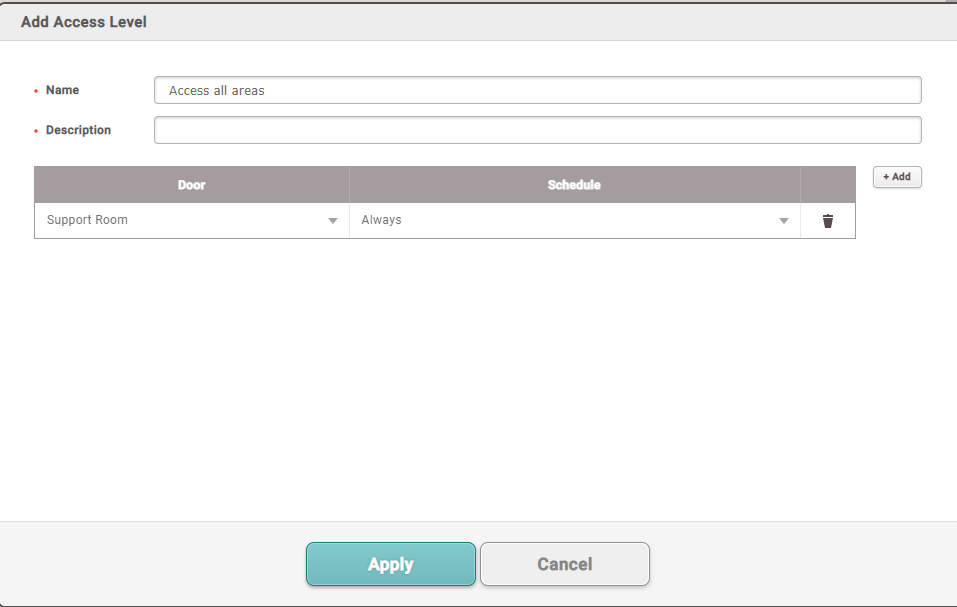 Add Access Level
• Name
Access all areas
• Description
Door Schedule
+ Add
Support Room Always
Apply Cancel